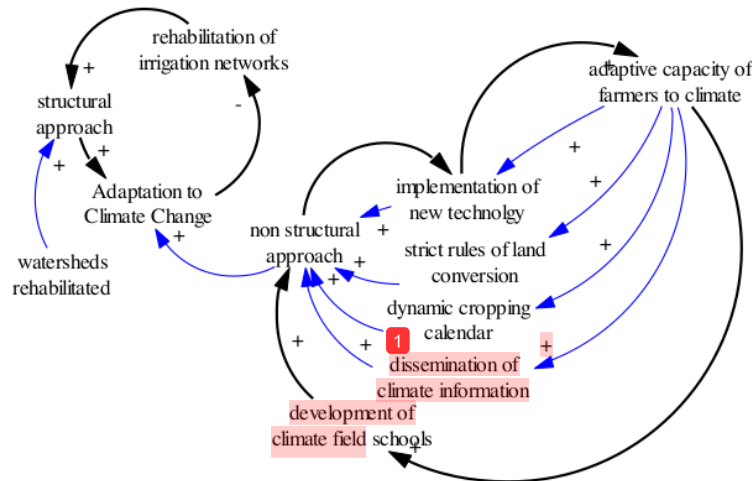 rehabilitation of
irrigation networks
+
-
structural
approach
+
+
Adaptation to
Climate Change
+
watersheds
rehabilitated
adaptive capacity of
farmers to climate
+
+
implementation of
new technolgy
+
+
non structural
approach
+
+
strict rules of land
conversion
+
dynamic cropping
calendar
+
1
+
dissemination of
climate information
+
+
development of
climate field schools
+